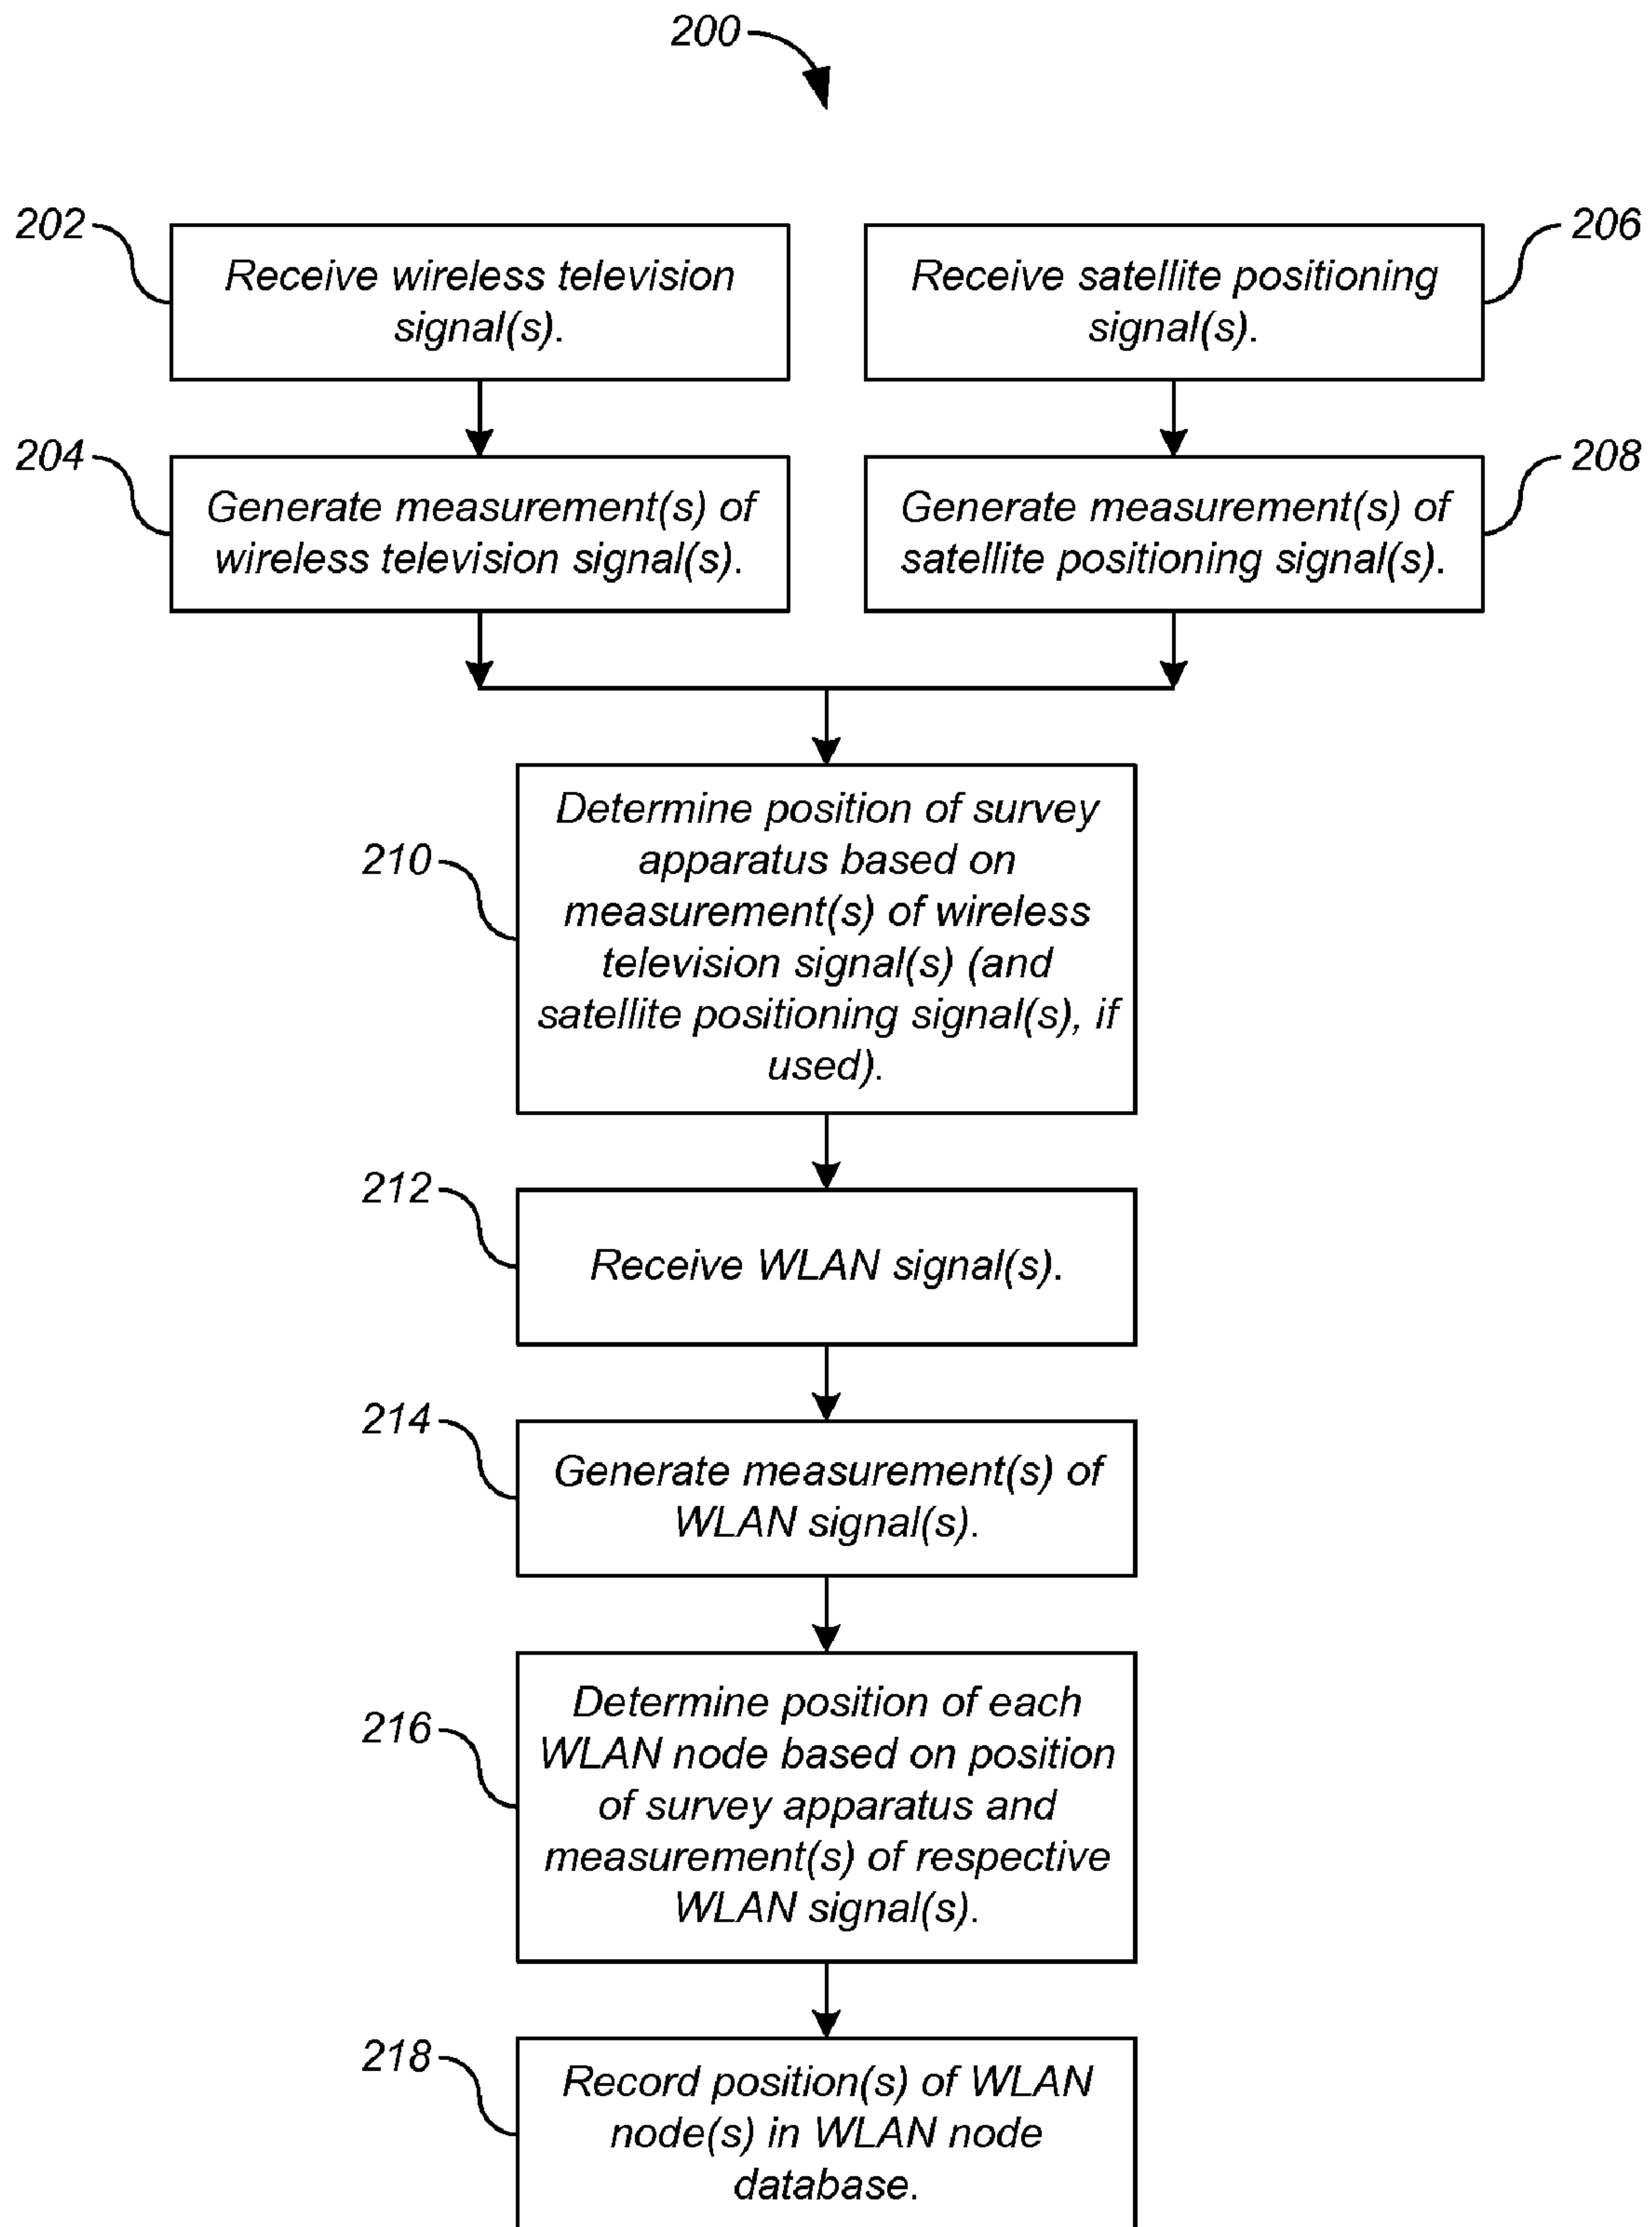 200
202
Receive wireless television
signal(s).
206
Receive satellite positioning
signal(s).
204
Generate measurement(s) of
wireless television signal(s).
208
Generate measurement(s) of
satellite positioning signal(s).
210
Determine position of survey
apparatus based on
measurement(s) of wireless
television signal(s) (and
satellite positioning signal(s), if
used).
212
Receive WLAN signal(s).
214
Generate measurement(s) of
WLAN signal(s).
216
Determine position of each
WLAN node based on position
of survey apparatus and
measurement(s) of respective
WLAN signal(s).
218
Record position(s) of WLAN
node(s) in WLAN node
database.